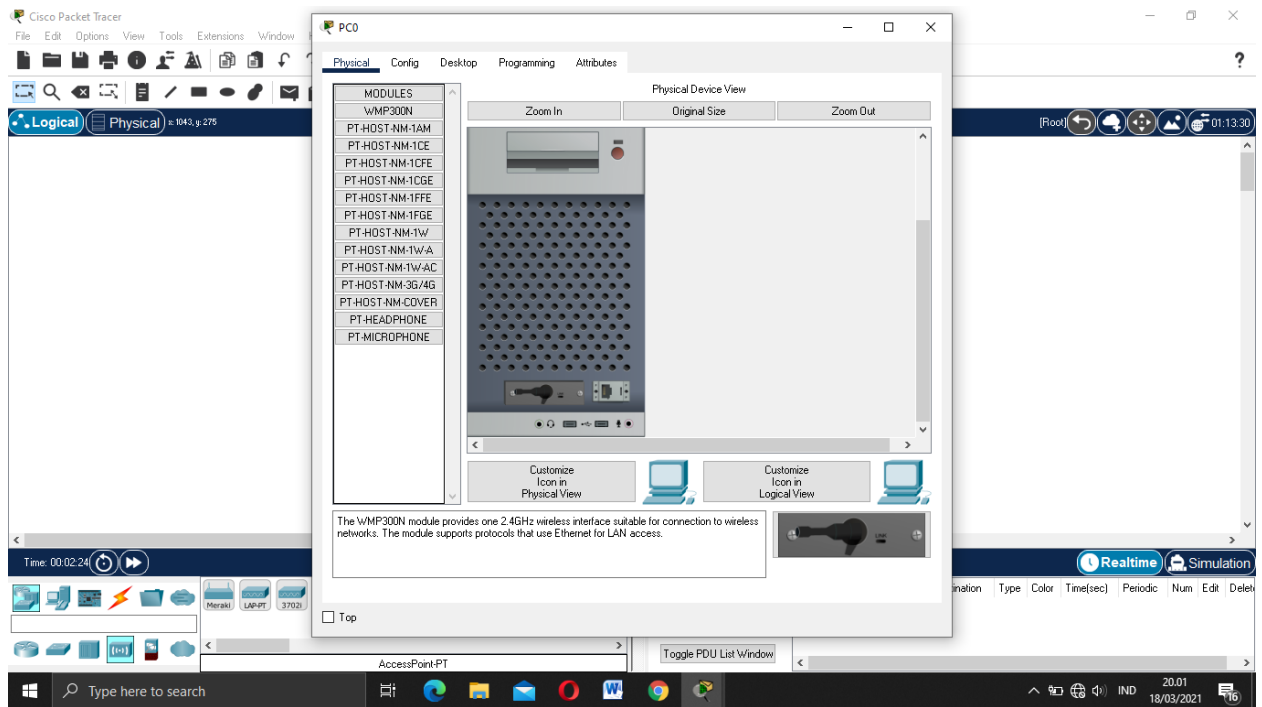 Cisco Packet Tracer
File Edit Options View Tools Extensions Window
?
Logical Physical x: 1043, y: 275
[Root] 01:13:30
PC0
Physical Config Desktop Programming Attributes
MODULES
WMP300N
PT-HOST-NM-1AM
PT-HOST-NM-1CE
PT-HOST-NM-1CFE
PT-HOST-NM-1CGE
PT-HOST-NM-1FFE
PT-HOST-NM-1FGE
PT-HOST-NM-1W
PT-HOST-NM-1W-A
PT-HOST-NM-1W-AC
PT-HOST-NM-3G/4G
PT-HOST-NM-COVER
PT-HEADPHONE
PT-MICROPHONE
Physical Device View
Zoom In Original Size Zoom Out
Customize
Icon in
Physical View
Customize
Icon in
Logical View
The WMP300N module provides one 2.4GHz wireless interface suitable for connection to wireless
networks. The module supports protocols that use Ethernet for LAN access.
LINK
Top
Time: 00:02:24
Realtime Simulation
Meraki LAP-PT 3702i
Type Color Time(sec) Periodic Num Edit
AccessPoint-PT
Toggle PDU List Window
Type here to search
IND
20.01
18/03/2021
16